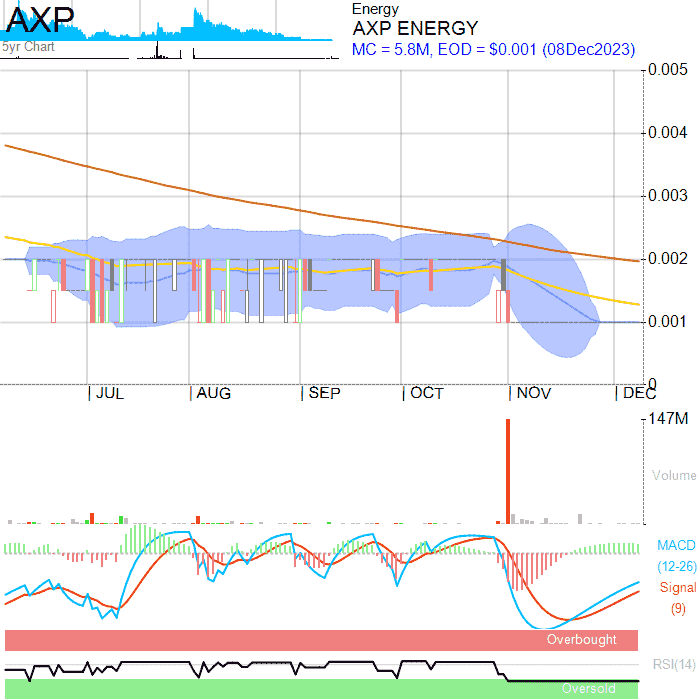 AXP
5yr Chart
Energy
AXP ENERGY
MC = 5.8M, EOD = $0.001 (08Dec2023)
0.005
0.004
0.003
0.002
0.001
0
JUL AUG SEP OCT NOV DEC
147M
Volume
MACD
(12-26)
Signal
(9)
Overbought
RSI(14)
Oversold